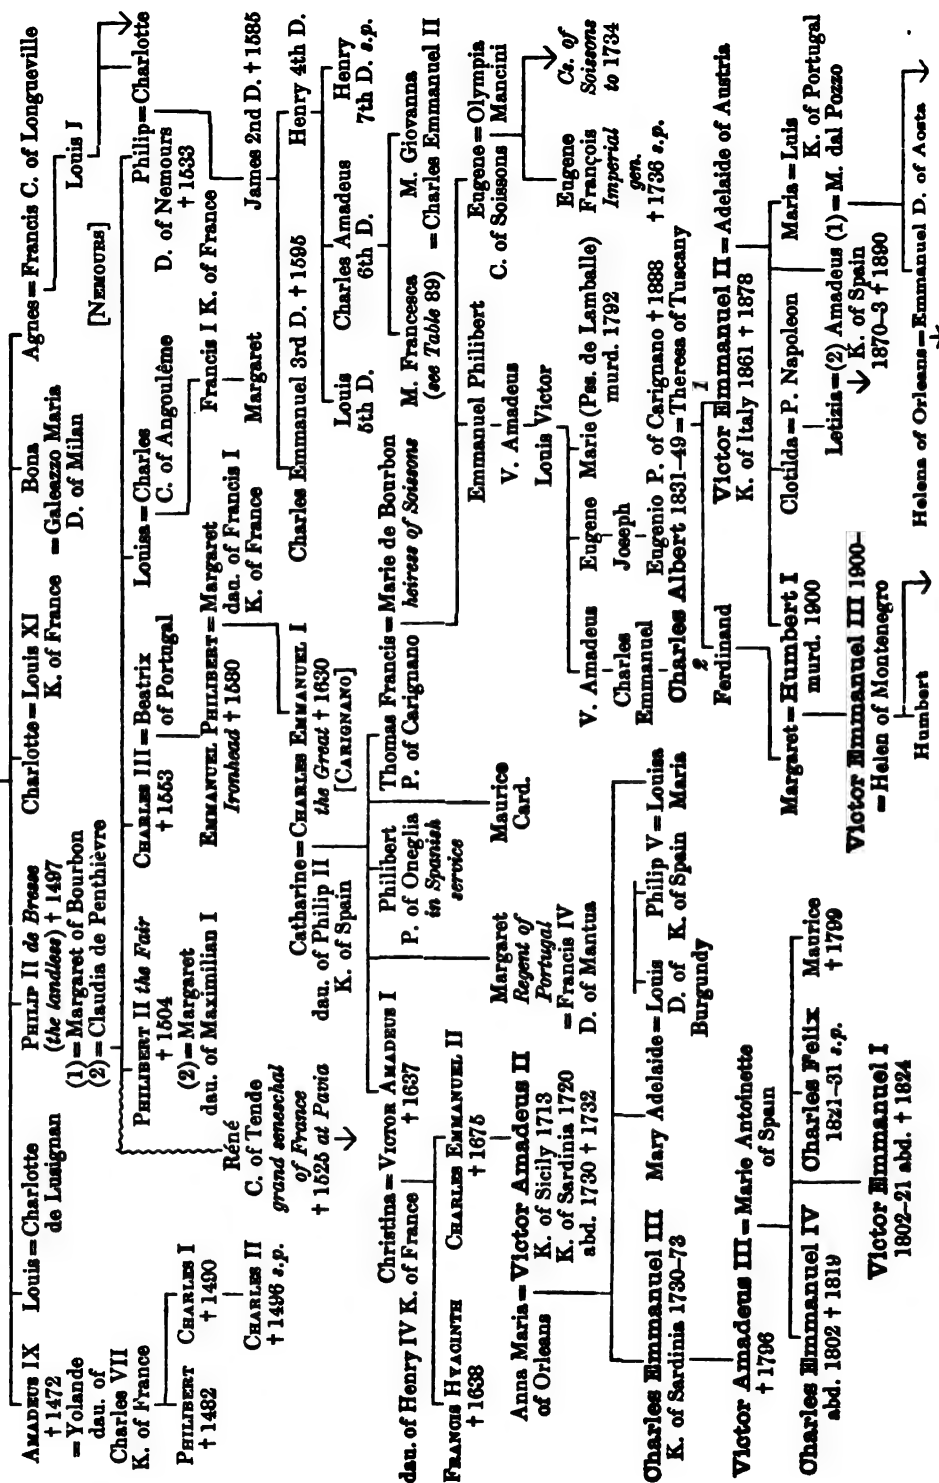 AMADEUS IX
† 1472
= Yolande
dau. of
Charles VII
K. of France
Louis = Charlotte
de Lusignan
PHILIP II de Bresse
(the landless) † 1497
(1) = Margaret of Bourbon
(2) = Claudia de Penthièvre
Charlotte = Louis XI
K. of France
Bona
= Galeazzo Maria
D. of Milan
Agnes = Francis C. of Longueville
Louis I
[NEMOURS]
PHILIBERT
† 1482
CHARLES I
† 1490
CHARLES II
† 1496 s.p.
Réné
C. of Tende
grand seneschal
of France
† 1525 at Pavia
PHILIBERT II the Fair
† 1504
(2) = Margaret
dau. of Maximilian I
CHARLES III = Beatrix
† 1553 of Portugal
Louisa = Charles
C. of Angoulême
Philip = Charlotte
D. of Nemours
† 1533
Francis I K. of France
Margaret
EMMANUEL PHILIBERT = Margaret
Ironhead † 1580 dau. of Francis I
K. of France
James 2nd D. † 1585
Charles Emmanuel 3rd D. † 1595
Henry 4th D.
Louis
5th D.
Charles Amadeus
6th D.
Henry
7th D. s.p.
M. Francesca
(see Table 89)
M. Giovanna
= Charles Emmanuel II
Catharine = CHARLES EMMANUEL I
dau. of Philip II the Great † 1630
K. of Spain
[CARIGNANO]
Christina = VICTOR AMADEUS I
dau. of Henry IV K. of France † 1637
Philibert
P. of Oneglia
in Spanish
service
Thomas Francis = Marie de Bourbon
P. of Carignano heiress of Soissons
Margaret
Regent of
Portugal
= Francis IV
D. of Mantua
Maurice
Card.
FRANCIS HYACINTH
† 1638
CHARLES EMMANUEL II
† 1675
Emmanuel Philibert
V. Amadeus
Louis Victor
Eugene = Olympia
C. of Soissons Mancini
Eugene
François
Imperial
gen.
† 1736 s.p.
Cs. of
Soissons
to 1734
Anna Maria = Victor Amadeus II
of Orleans K. of Sicily 1713
K. of Sardinia 1720
abd. 1730 † 1732
V. Amadeus
Charles
Emmanuel
Eugene
Joseph
Marie (Pss. de Lamballe)
murd. 1792
Eugenio P. of Carignano † 1888
Charles Albert 1831–49 = Theresa of Tuscany
Charles Emmanuel III
K. of Sardinia 1730–73
Mary Adelaide = Louis
D. of
Burgundy
Philip V = Louisa
K. of Spain Maria
2
Ferdinand
1
Victor Emmanuel II = Adelaide of Austria
K. of Italy 1861 † 1878
Victor Amadeus III = Marie Antoinette
† 1796 of Spain
Margaret = Humbert I
murd. 1900
Clotilda = P. Napoleon
Maria = Luis
K. of Portugal
Letizia = (2) Amadeus (1) = M. dal Pozzo
K. of Spain
1870–3 † 1890
Charles Emmanuel IV
abd. 1802 † 1819
Charles Felix
1821–31 s.p.
Maurice
† 1799
Victor Emmanuel I
1802–21 abd. † 1824
Victor Emmanuel III 1900–
= Helen of Montenegro
Humbert
Helena of Orleans = Emmanuel D. of Aosta